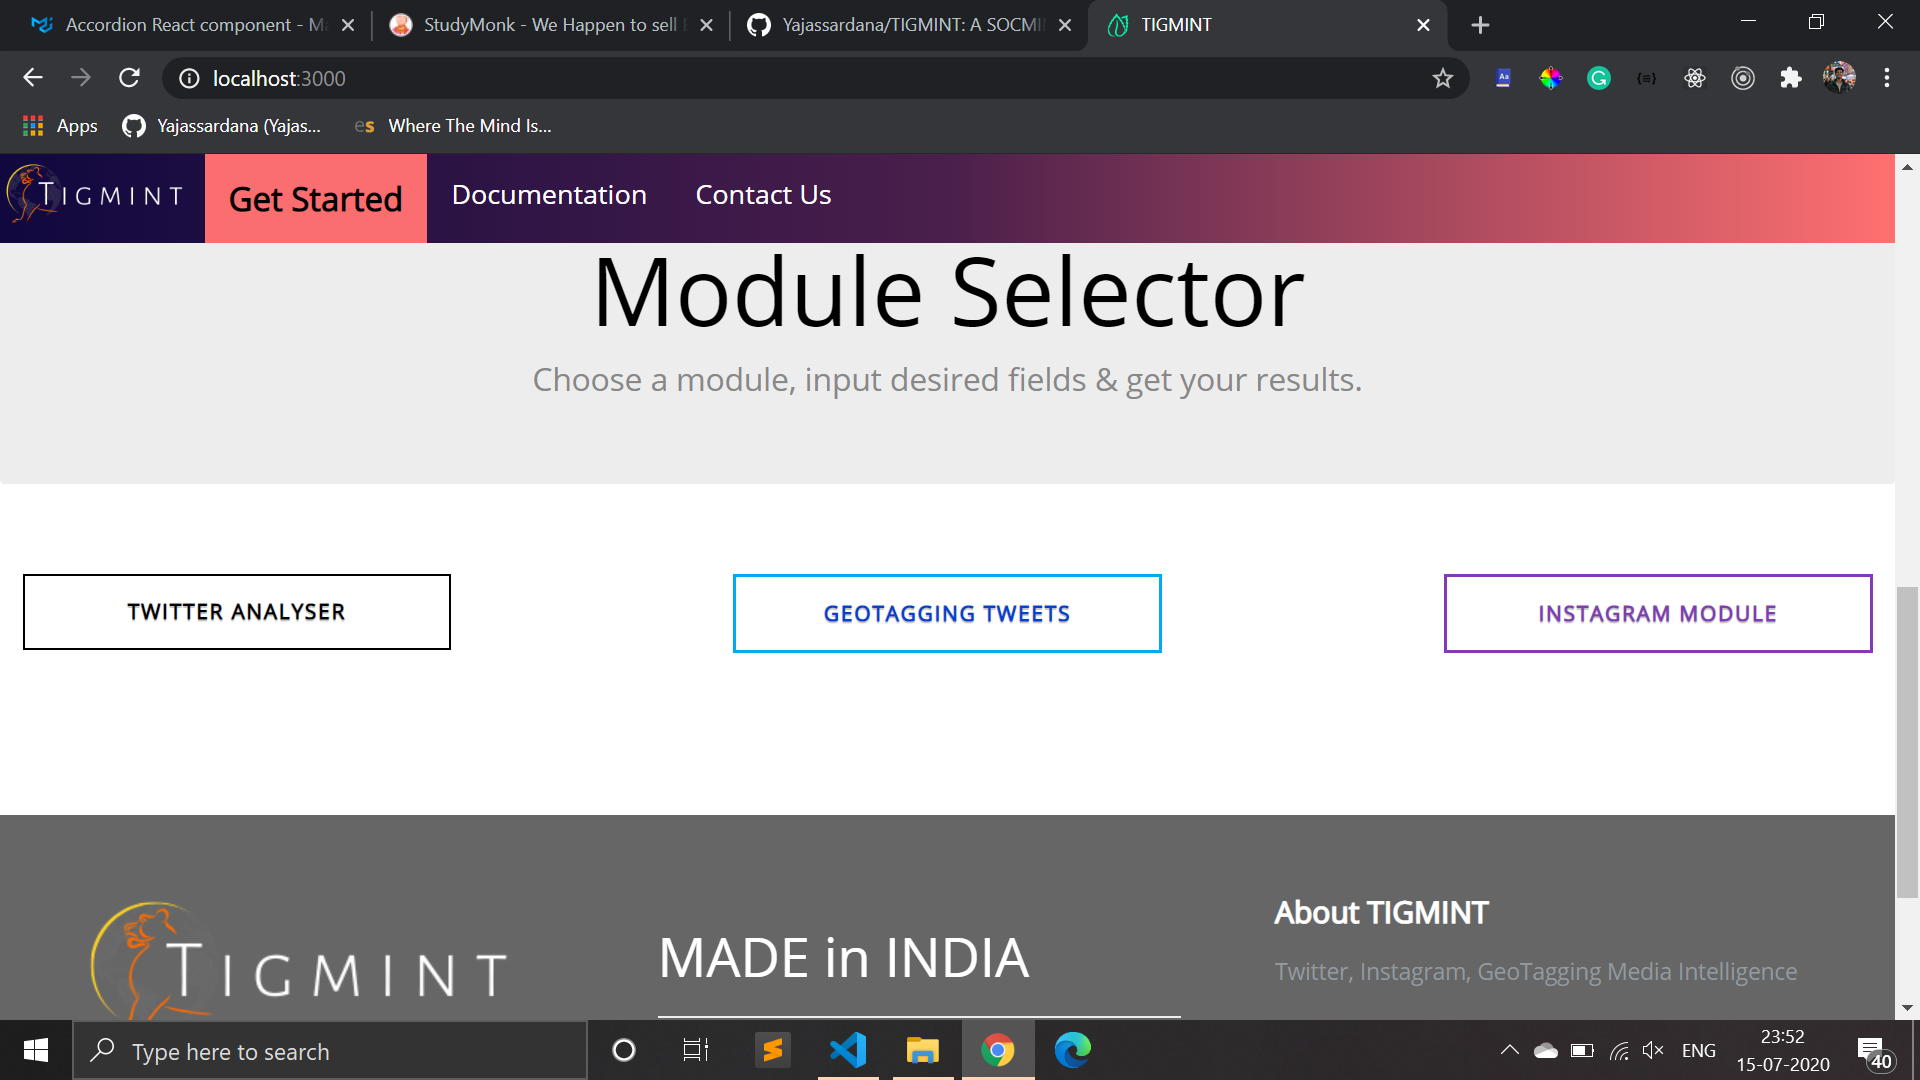 Accordion React component - Ma
StudyMonk - We Happen to sell
Yajassardana/TIGMINT: A SOCMI
TIGMINT
localhost:3000
Apps
Yajassardana (Yajas...
es Where The Mind Is...
TIGMINT
Get Started
Documentation
Contact Us
Module Selector
Choose a module, input desired fields & get your results.
TWITTER ANALYSER
GEOTAGGING TWEETS
INSTAGRAM MODULE
TIGMINT
MADE in INDIA
About TIGMINT
Twitter, Instagram, GeoTagging Media Intelligence
Type here to search
ENG
23:52
15-07-2020
40